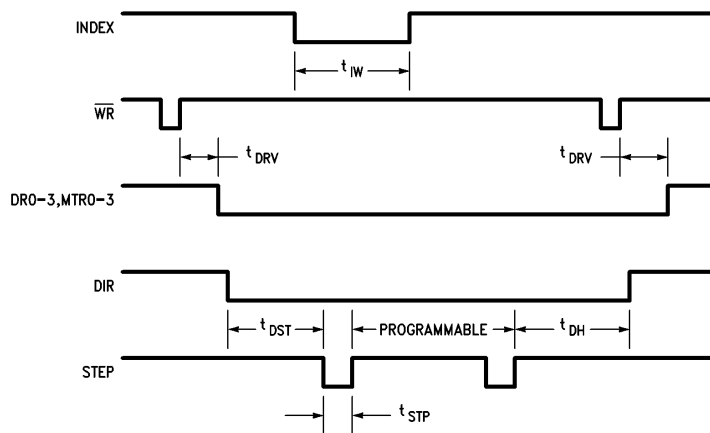 INDEX
t IW
WR
t DRV
t DRV
DR0-3,MTR0-3
DIR
t DST
PROGRAMMABLE
t DH
STEP
t STP